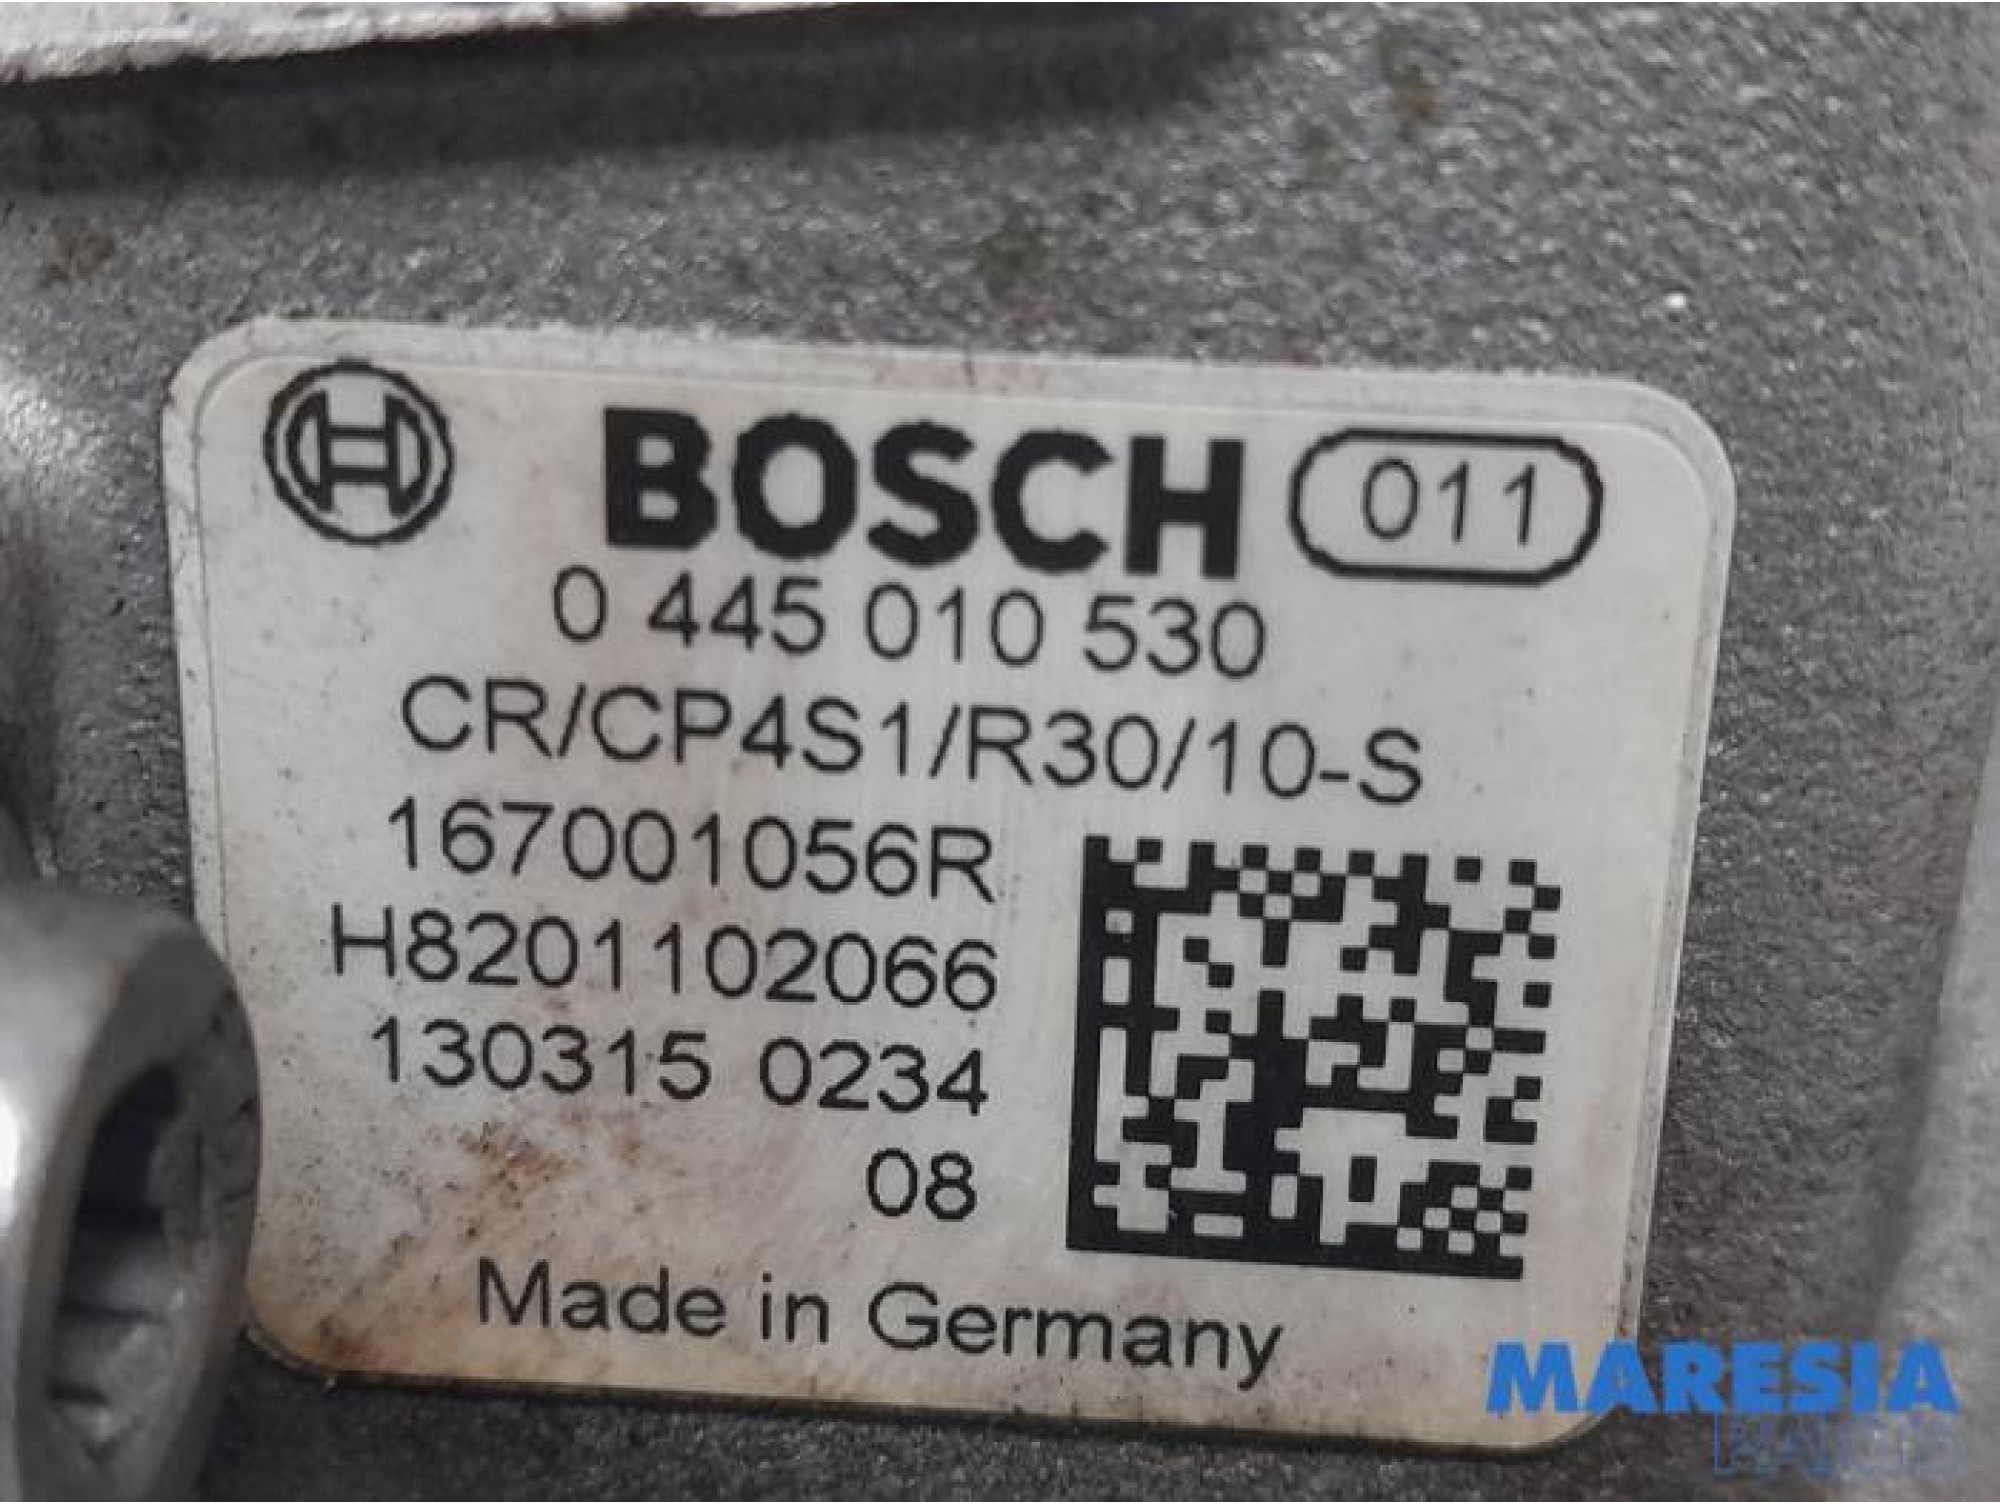 BOSCH 011
0 445 010 530
CR/CP4S1/R30/10-S
167001056R
H8201102066
130315 0234
08
Made in Germany
MARESIA
PARTS